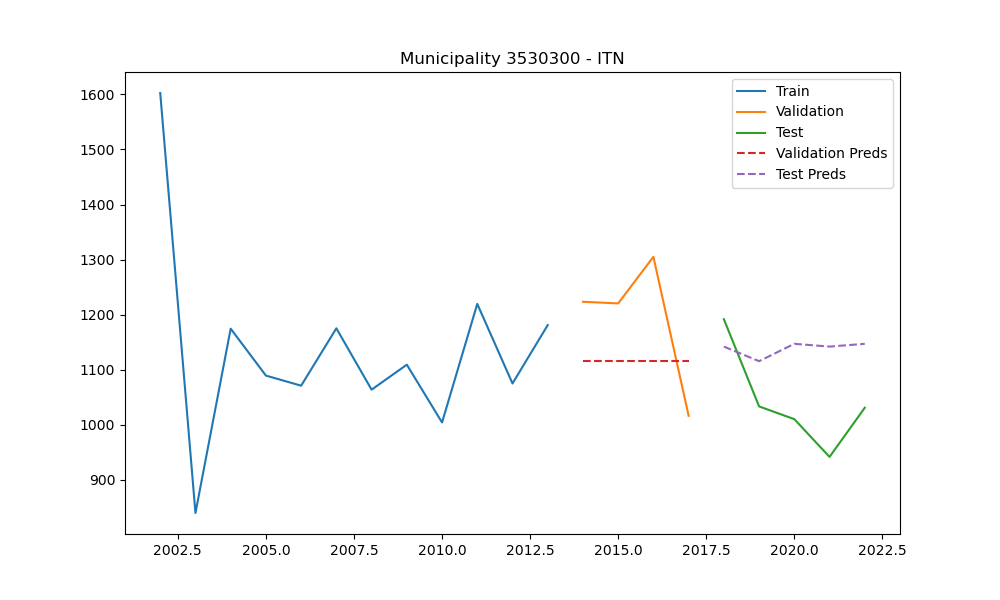 Municipality 3530300 - ITN
1600
1500
1400
1300
1200
1100
1000
900
2002.5 2005.0 2007.5 2010.0 2012.5 2015.0 2017.5 2020.0 2022.5
Train
Validation
Test
Validation Preds
Test Preds